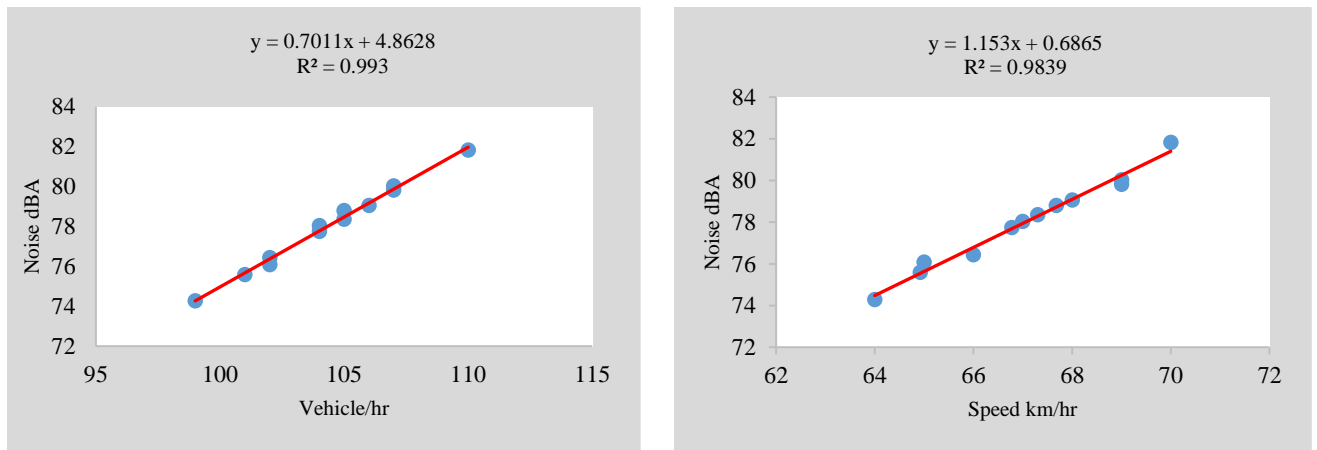 y = 0.7011x + 4.8628
R² = 0.993
84
82
80
78
76
74
72
Noise dBA
95 100 105 110 115
Vehicle/hr
y = 1.153x + 0.6865
R² = 0.9839
84
82
80
78
76
74
72
Noise dBA
62 64 66 68 70 72
Speed km/hr